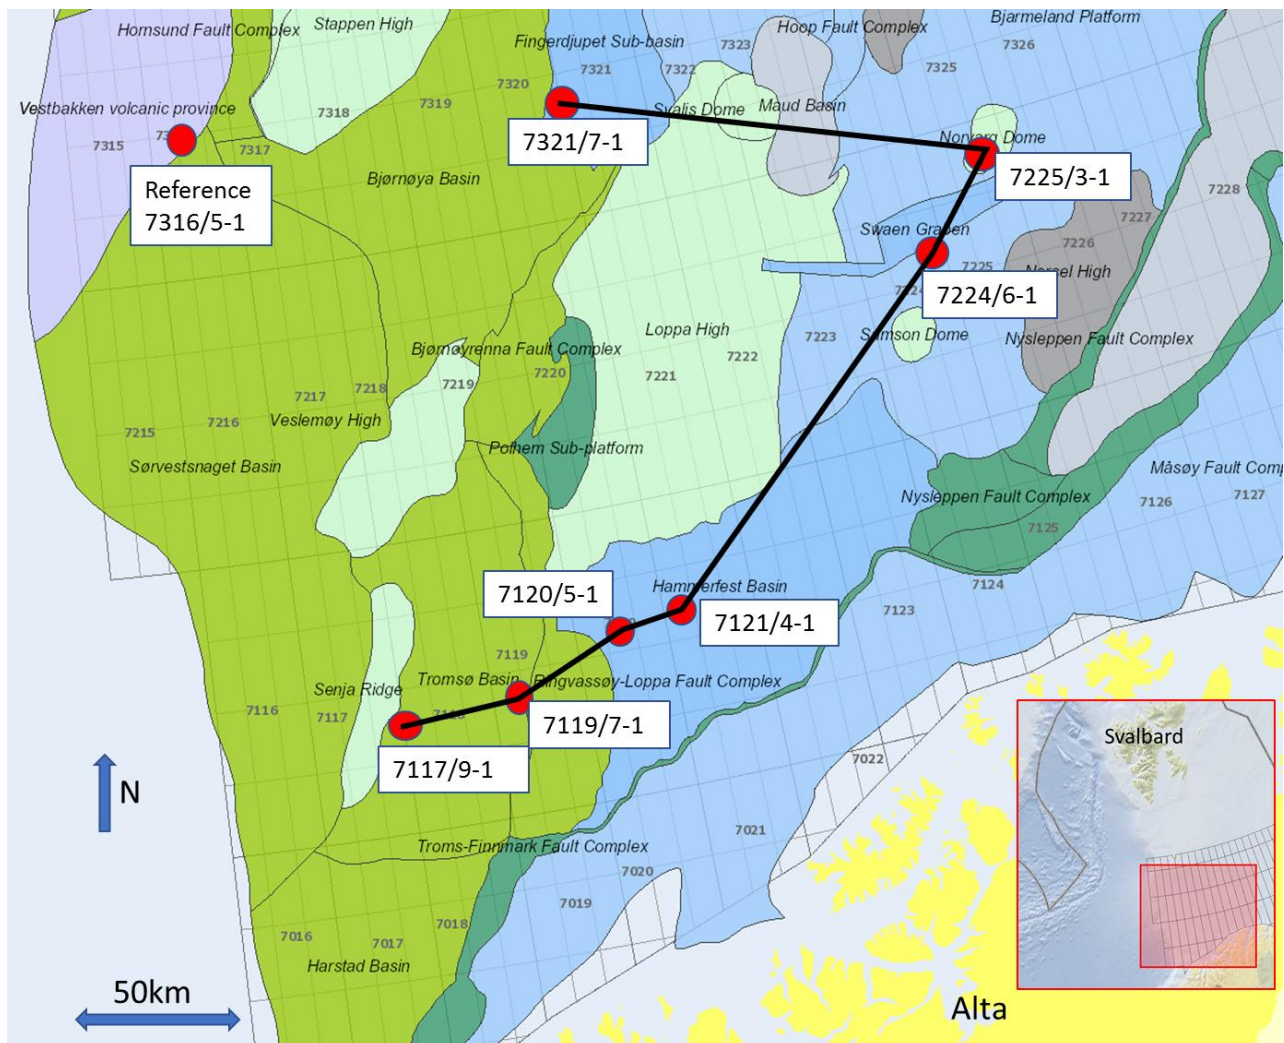 Hornsund Fault Complex
Stappen High
Fingerdjupet Sub-basin
7323
Hoop Fault Complex
Bjarmeland Platform
7326
7325
7321
7322
7320
7319
7318
Vestbakken volcanic province
Svalis Dome
Maud Basin
Norvarg Dome
7315
7317
7321/7-1
7225/3-1
Bjørnøya Basin
Reference
7316/5-1
7228
7227
7226
Swaen Graben
7225
Norsel High
7224/6-1
Samson Dome
Nysleppen Fault Complex
Loppa High
7223
7222
7221
Bjørnøyrenna Fault Complex
7220
7219
7218
7217
7216
7215
Veslemøy High
Polhem Sub-platform
Sørvestsnaget Basin
Måsøy Fault Comp
7127
7126
Nysleppen Fault Complex
7125
7124
7123
7120/5-1
Hammerfest Basin
7121/4-1
7119
Senja Ridge
Tromsø Basin
Ringvassøy-Loppa Fault Complex
7116
7117
7119/7-1
7117/9-1
7022
N
Svalbard
7021
Troms-Finnmark Fault Complex
7020
7019
7018
7017
7016
Harstad Basin
50km
Alta